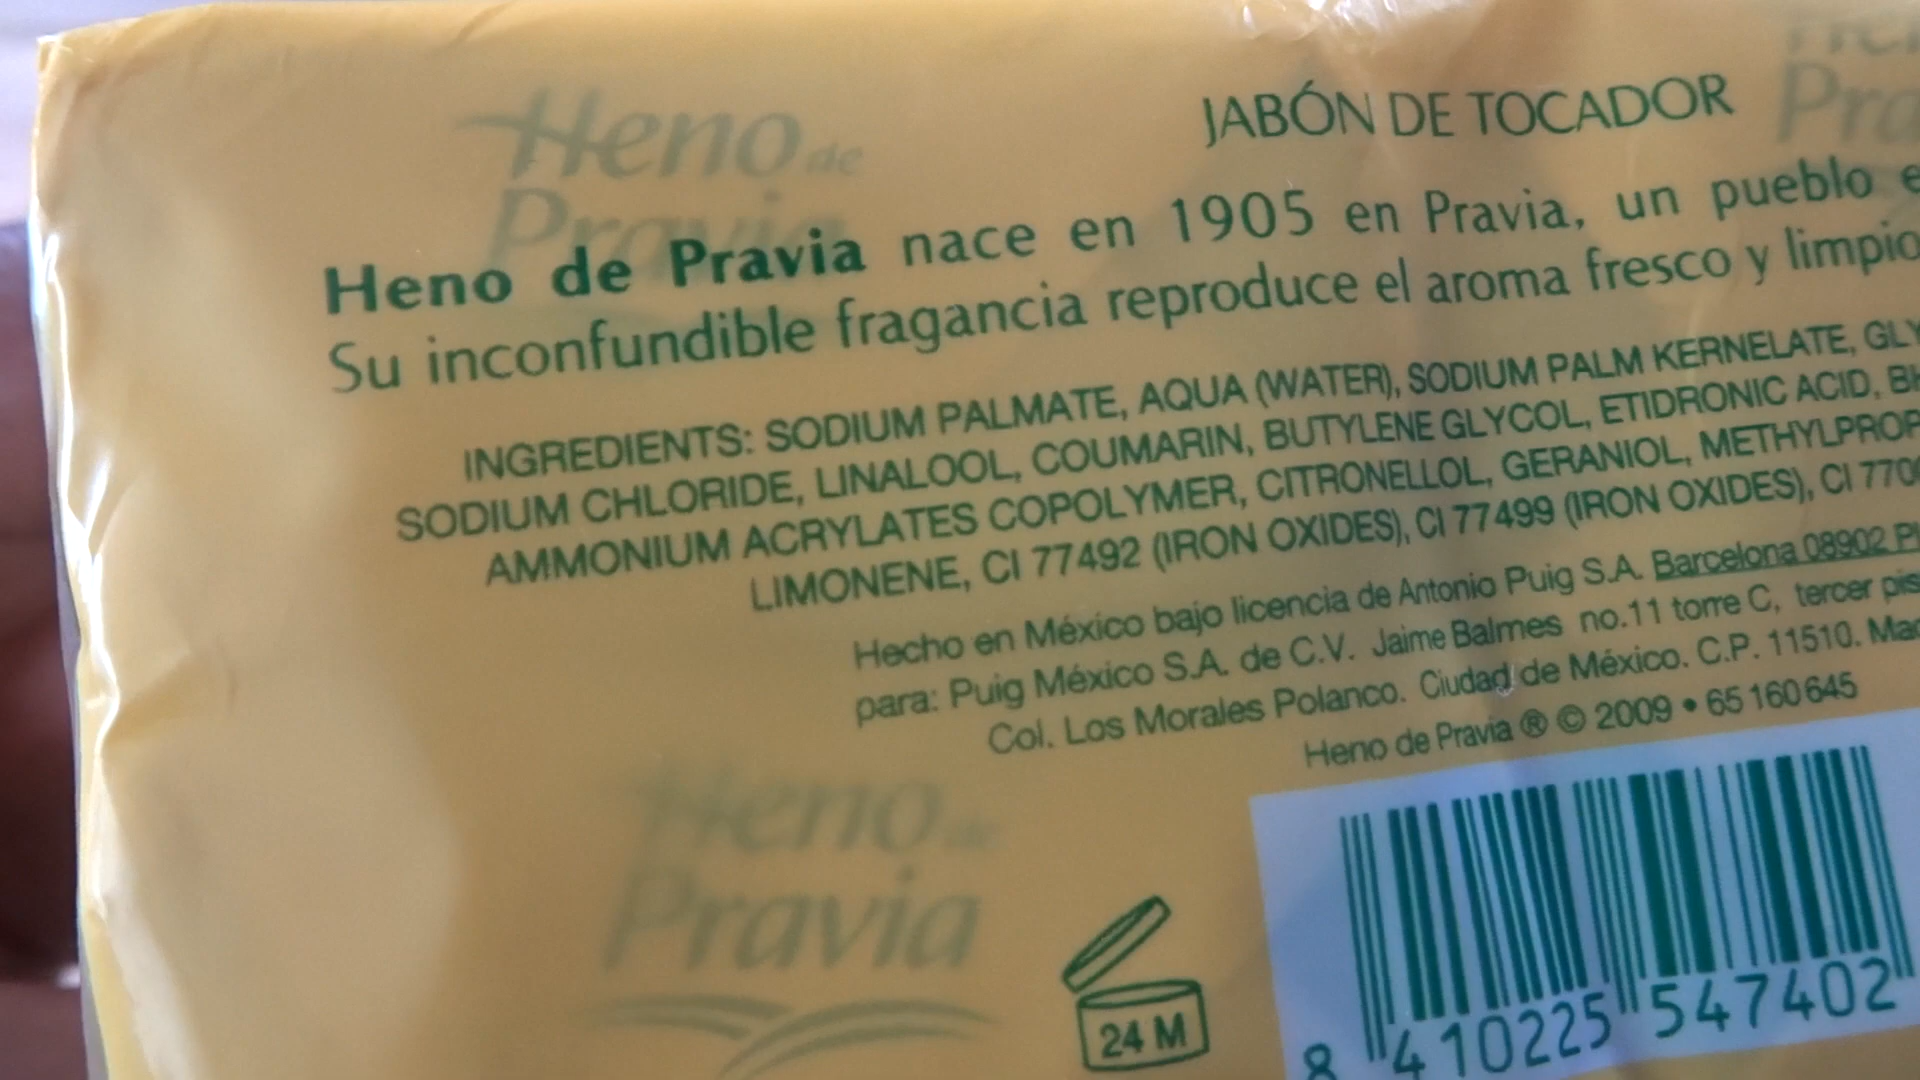 Heno de
Pravia
JABÓN DE TOCADOR
Heno de Pravia nace en 1905 en Pravia, un pueblo
Su inconfundible fragancia reproduce el aroma fresco y limpio
INGREDIENTS: SODIUM PALMATE, AQUA (WATER), SODIUM PALM KERNELATE,
SODIUM CHLORIDE, LINALOOL, COUMARIN, BUTYLENE GLYCOL, ETIDRONIC ACID,
AMMONIUM ACRYLATES COPOLYMER, CITRONELLOL, GERANIOL, METHYLPROP
LIMONENE, CI 77492 (IRON OXIDES), CI 77499 (IRON OXIDES), CI 770
Hecho en México bajo licencia de Antonio Puig S.A. Barcelona 08902
para: Puig México S.A. de C.V. Jaime Balmes no.11 torre C, tercer pis
Col. Los Morales Polanco. Ciudad de México. C.P. 11510.
Heno de Pravia ® © 2009 • 65 160 645
Heno de
Pravia
24 M
8 410225 547402